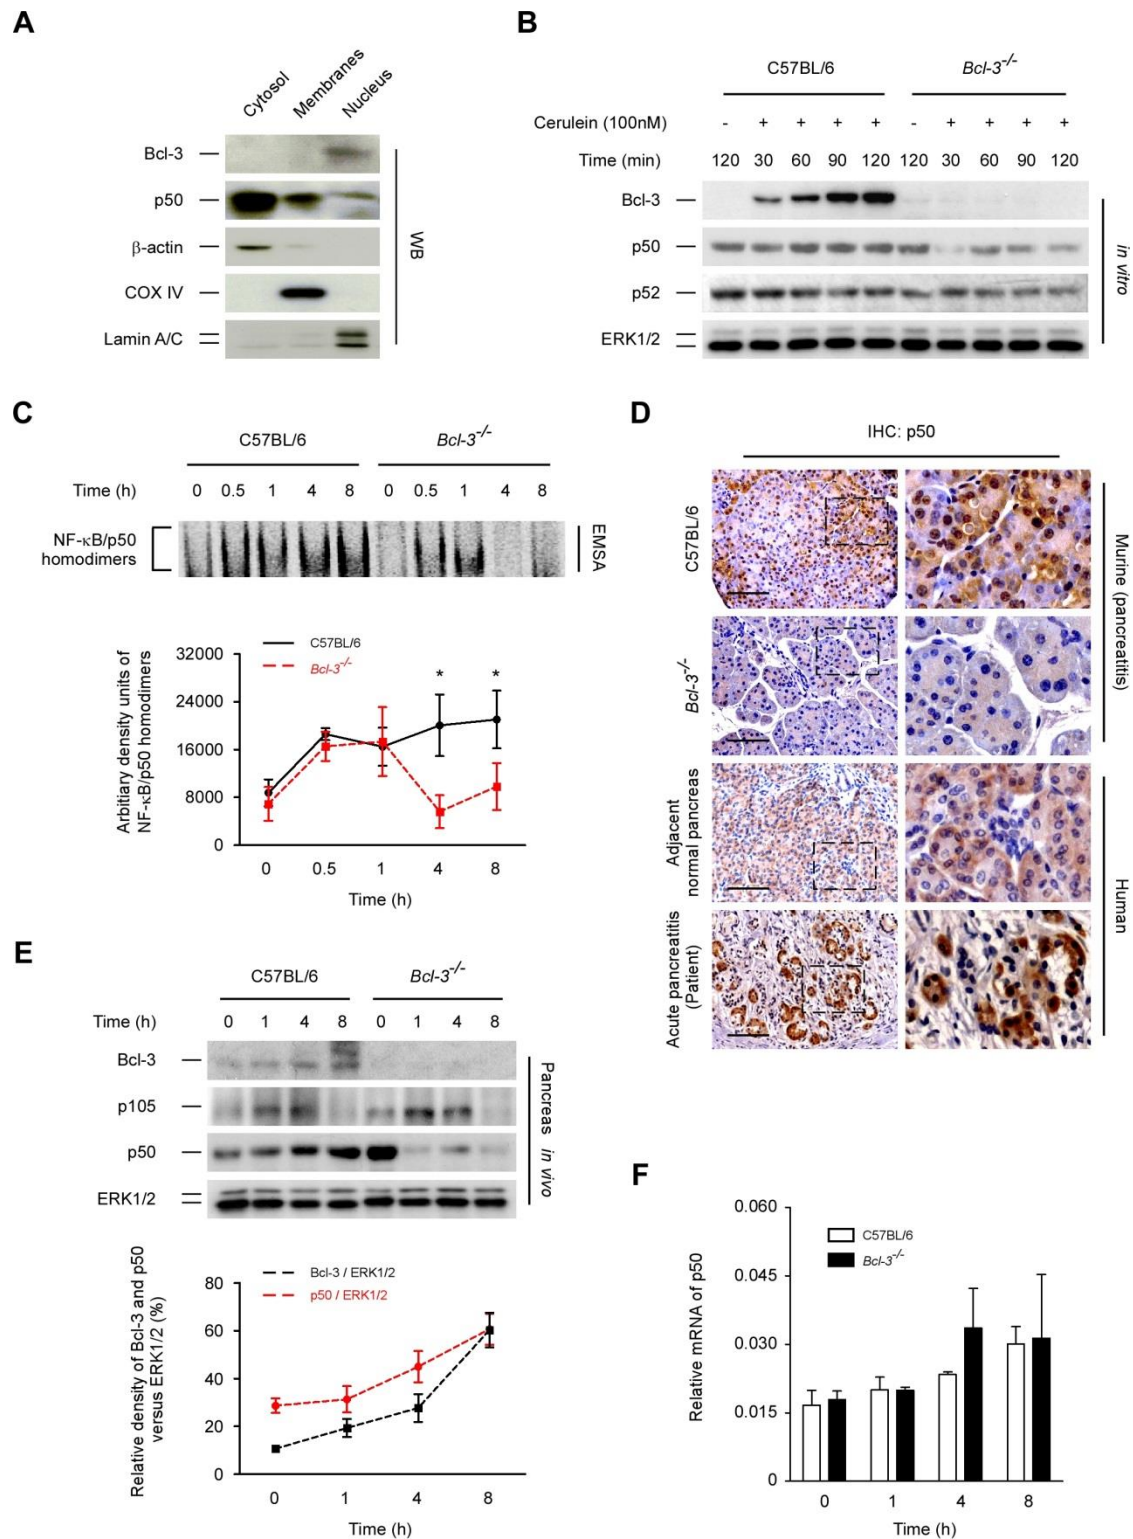 A
Cytosol
Membranes
Nucleus
Bcl-3
p50
β-actin
COX IV
Lamin A/C
WB
B
C57BL/6 Bcl-3-/-
Cerulein (100nM) - + + + + - + + + +
Time (min) 120 30 60 90 120 120 30 60 90 120
Bcl-3
p50
p52
ERK1/2
in vitro
C
C57BL/6 Bcl-3-/-
Time (h) 0 0.5 1 4 8 0 0.5 1 4 8
NF-κB/p50
homodimers
EMSA
C57BL/6
Bcl-3-/-
Arbitiary density units of
NF-κB/p50 homodimers
32000
24000
16000
8000
0
* *
0 0.5 1 4 8
Time (h)
D
IHC: p50
C57BL/6
Bcl-3-/-
Adjacent
normal pancreas
Acute pancreatitis
(Patient)
Murine (pancreatitis)
Human
E
C57BL/6 Bcl-3-/-
Time (h) 0 1 4 8 0 1 4 8
Bcl-3
p105
p50
ERK1/2
Pancreas in vivo
Bcl-3 / ERK1/2
p50 / ERK1/2
Relative density of Bcl-3 and p50
versus ERK1/2 (%)
80
60
40
20
0
0 1 4 8
Time (h)
F
C57BL/6
Bcl-3-/-
Relative mRNA of p50
0.060
0.045
0.030
0.015
0
0 1 4 8
Time (h)